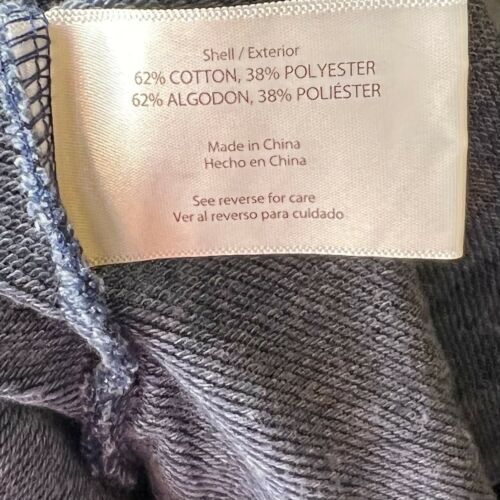 Shell / Exterior
62% COTTON, 38% POLYESTER
62% ALGODON, 38% POLIÉSTER
Made in China
Hecho en China
See reverse for care
Ver al reverso para cuidado